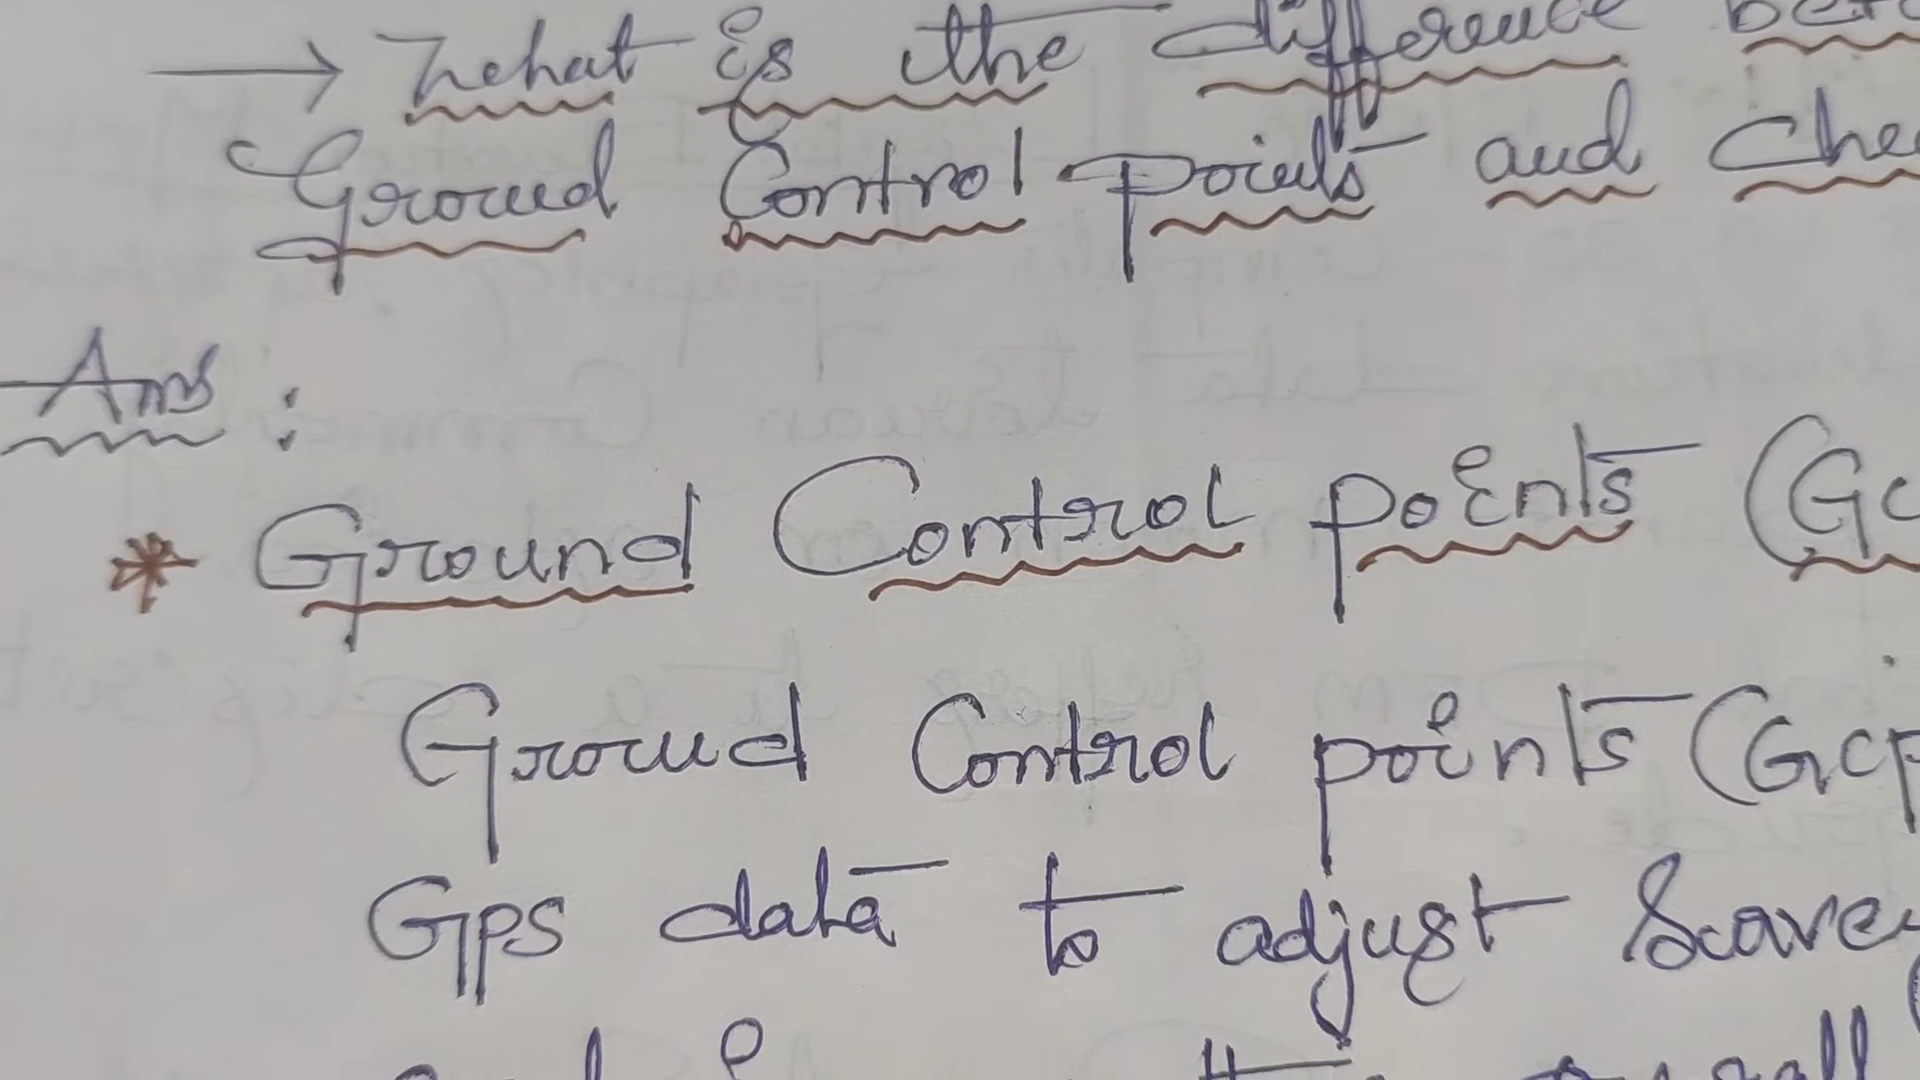 → What is the difference
Ground Control points and
Ans :
* Ground Control points (GC
Ground Control points (GCP
GPS data to adjust